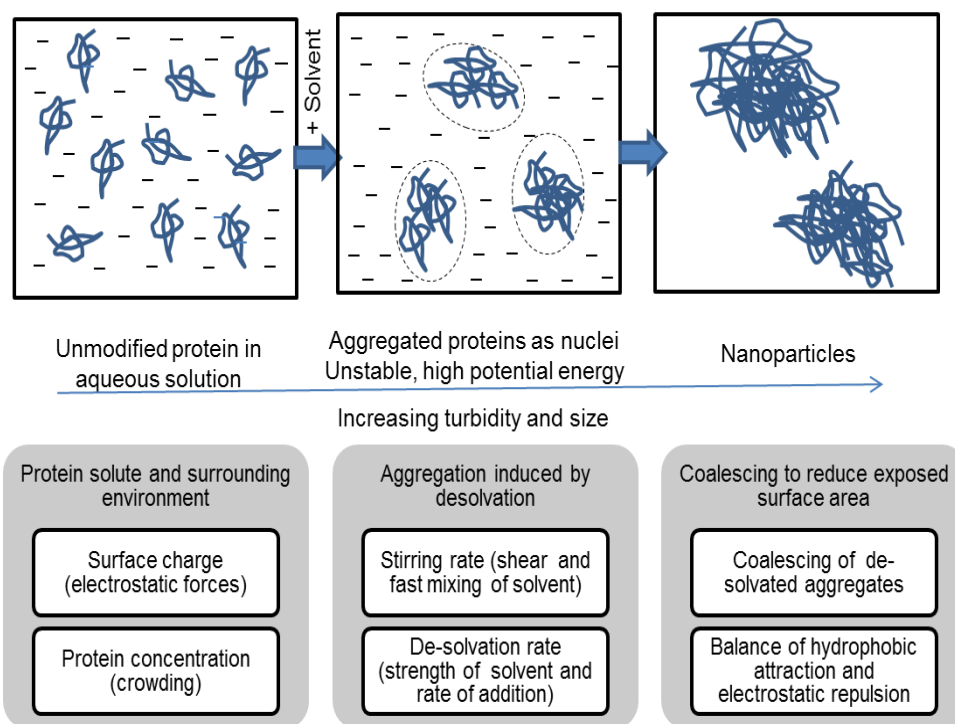 + Solvent
Unmodified protein in
aqueous solution
Aggregated proteins as nuclei
Unstable, high potential energy
Nanoparticles
Increasing turbidity and size
Protein solute and surrounding
environment
Surface charge
(electrostatic forces)
Protein concentration
(crowding)
Aggregation induced by
desolvation
Stirring rate (shear and
fast mixing of solvent)
De-solvation rate
(strength of solvent and
rate of addition)
Coalescing to reduce exposed
surface area
Coalescing of de-
solvated aggregates
Balance of hydrophobic
attraction and
electrostatic repulsion